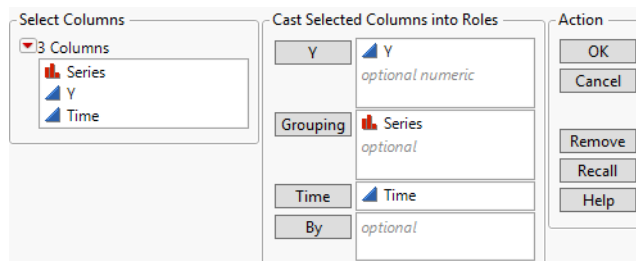 Select Columns
3 Columns
Series
Y
Time
Cast Selected Columns into Roles
Y
Y
optional numeric
Grouping
Series
optional
Time
Time
By
optional
Action
OK
Cancel
Remove
Recall
Help